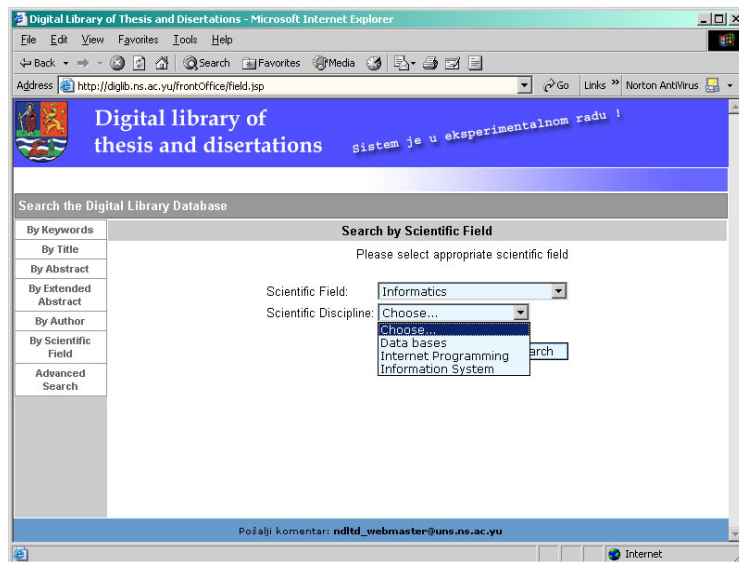 Digital Library of Thesis and Disertations - Microsoft Internet Explorer
File Edit View Favorites Tools Help
Back Search Favorites Media
Address http://diglib.ns.ac.yu/frontOffice/field.jsp Go Links » Norton AntiVirus
Digital library of
thesis and disertations
sistem je u eksperimentalnom radu !
Search the Digital Library Database
By Keywords
By Title
By Abstract
By Extended
Abstract
By Author
By Scientific
Field
Advanced
Search
Search by Scientific Field
Please select appropriate scientific field
Scientific Field: Informatics
Scientific Discipline: Choose...
Choose...
Data bases
Internet Programming
Information System
arch
Pošalji komentar: ndltd_webmaster@uns.ns.ac.yu
Internet